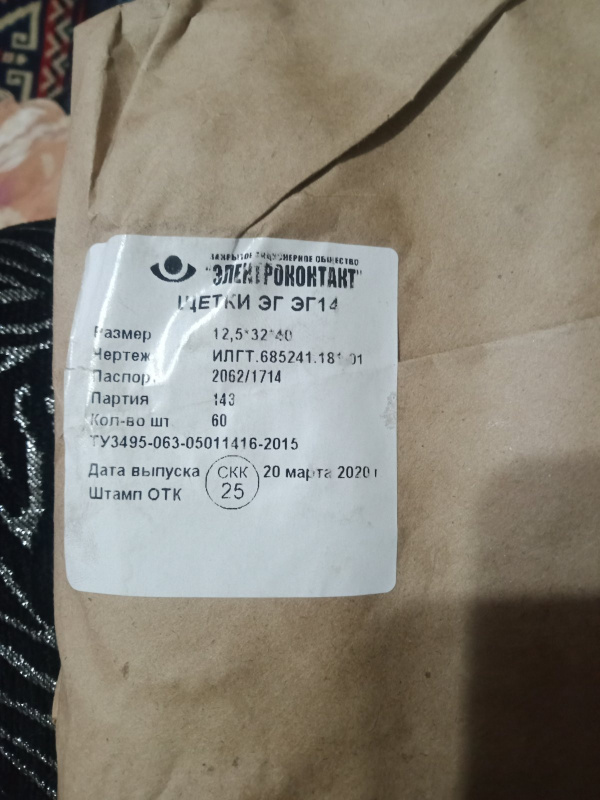 ЗАКРЫТОЕ АКЦИОНЕРНОЕ ОБЩЕСТВО
"ЭЛЕКТРОКОНТАКТ"
ЩЕТКИ ЭГ ЭГ14
Размер 12,5*32*40
Чертеж ИЛГТ.685241.181 01
Паспорт 2062/1714
Партия 143
Кол-во шт 60
ТУ3495-063-05011416-2015
Дата выпуска 20 марта 2020г
Штамп ОТК
СКК
25